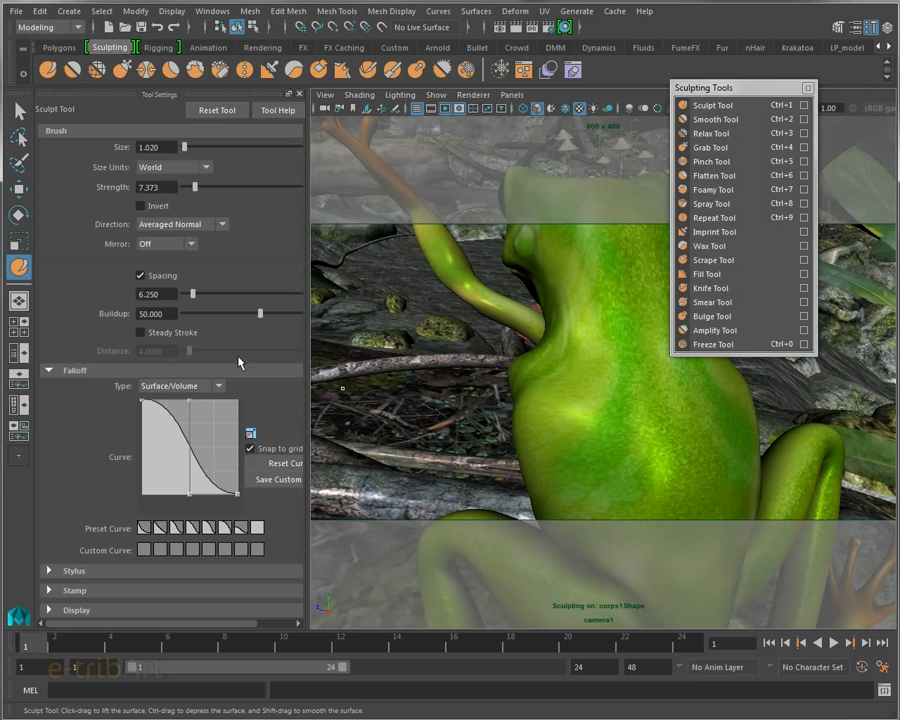 File Edit Create Select Modify Display Windows Mesh Edit Mesh Mesh Tools Mesh Display Curves Surfaces Deform UV Generate Cache Help
Modeling No Live Surface
Polygons Sculpting Rigging Animation Rendering FX FX Caching Custom Arnold Bullet Crowd DMM Dynamics Fluids FumeFX Fur nHair Krakatoa LP_model
Tool Settings
Sculpt Tool Reset Tool Tool Help
Brush
Size: 1.020
Size Units: World
Strength: 7.373
Invert
Direction: Averaged Normal
Mirror: Off
Spacing
6.250
Buildup: 50.000
Steady Stroke
Distance: 4.0000
Falloff
Type: Surface/Volume
Curve:
Snap to grid
Reset Cur
Save Custom
Preset Curve:
Custom Curve:
Stylus
Stamp
Display
View Shading Lighting Show Renderer Panels
1.00
800 x 400
Sculpting Tools
Sculpt Tool Ctrl+1
Smooth Tool Ctrl+2
Relax Tool Ctrl+3
Grab Tool Ctrl+4
Pinch Tool Ctrl+5
Flatten Tool Ctrl+6
Foamy Tool Ctrl+7
Spray Tool Ctrl+8
Repeat Tool Ctrl+9
Imprint Tool
Wax Tool
Scrape Tool
Fill Tool
Knife Tool
Smear Tool
Bulge Tool
Amplify Tool
Freeze Tool Ctrl+0
Sculpting on: corps1Shape
camera1
1 2 4 6 8 10 12 14 16 18 20 22 24 1
1 1 1 24 24 48 No Anim Layer No Character Set
e-tribArt
MEL
Sculpt Tool: Click-drag to lift the surface, Ctrl-drag to depress the surface, and Shift-drag to smooth the surface.